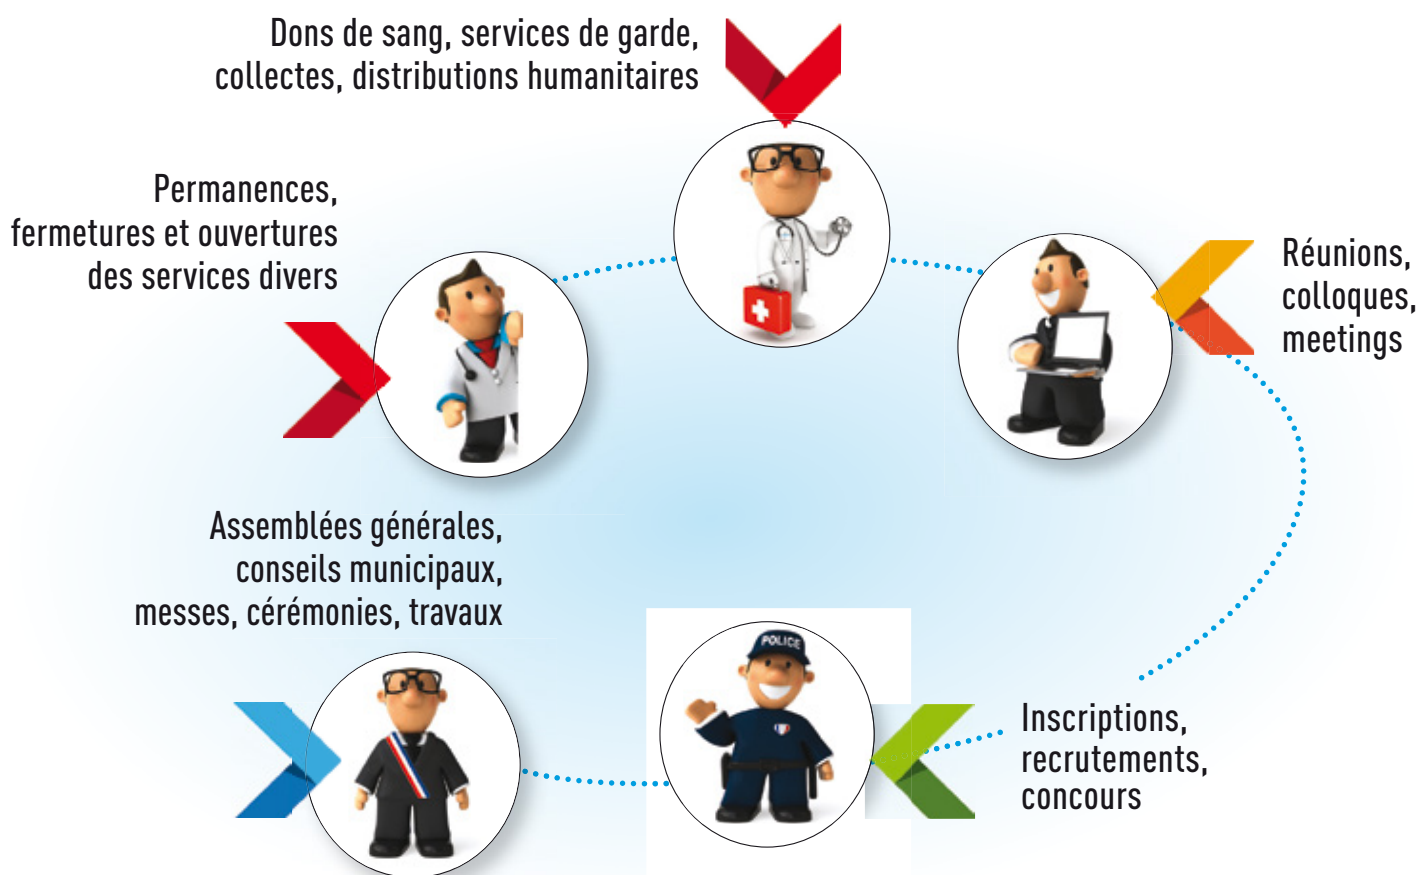 Dons de sang, services de garde,
collectes, distributions humanitaires
Permanences,
fermetures et ouvertures
des services divers
Réunions,
colloques,
meetings
Assemblées générales,
conseils municipaux,
messes, cérémonies, travaux
POLICE
Inscriptions,
recrutements,
concours